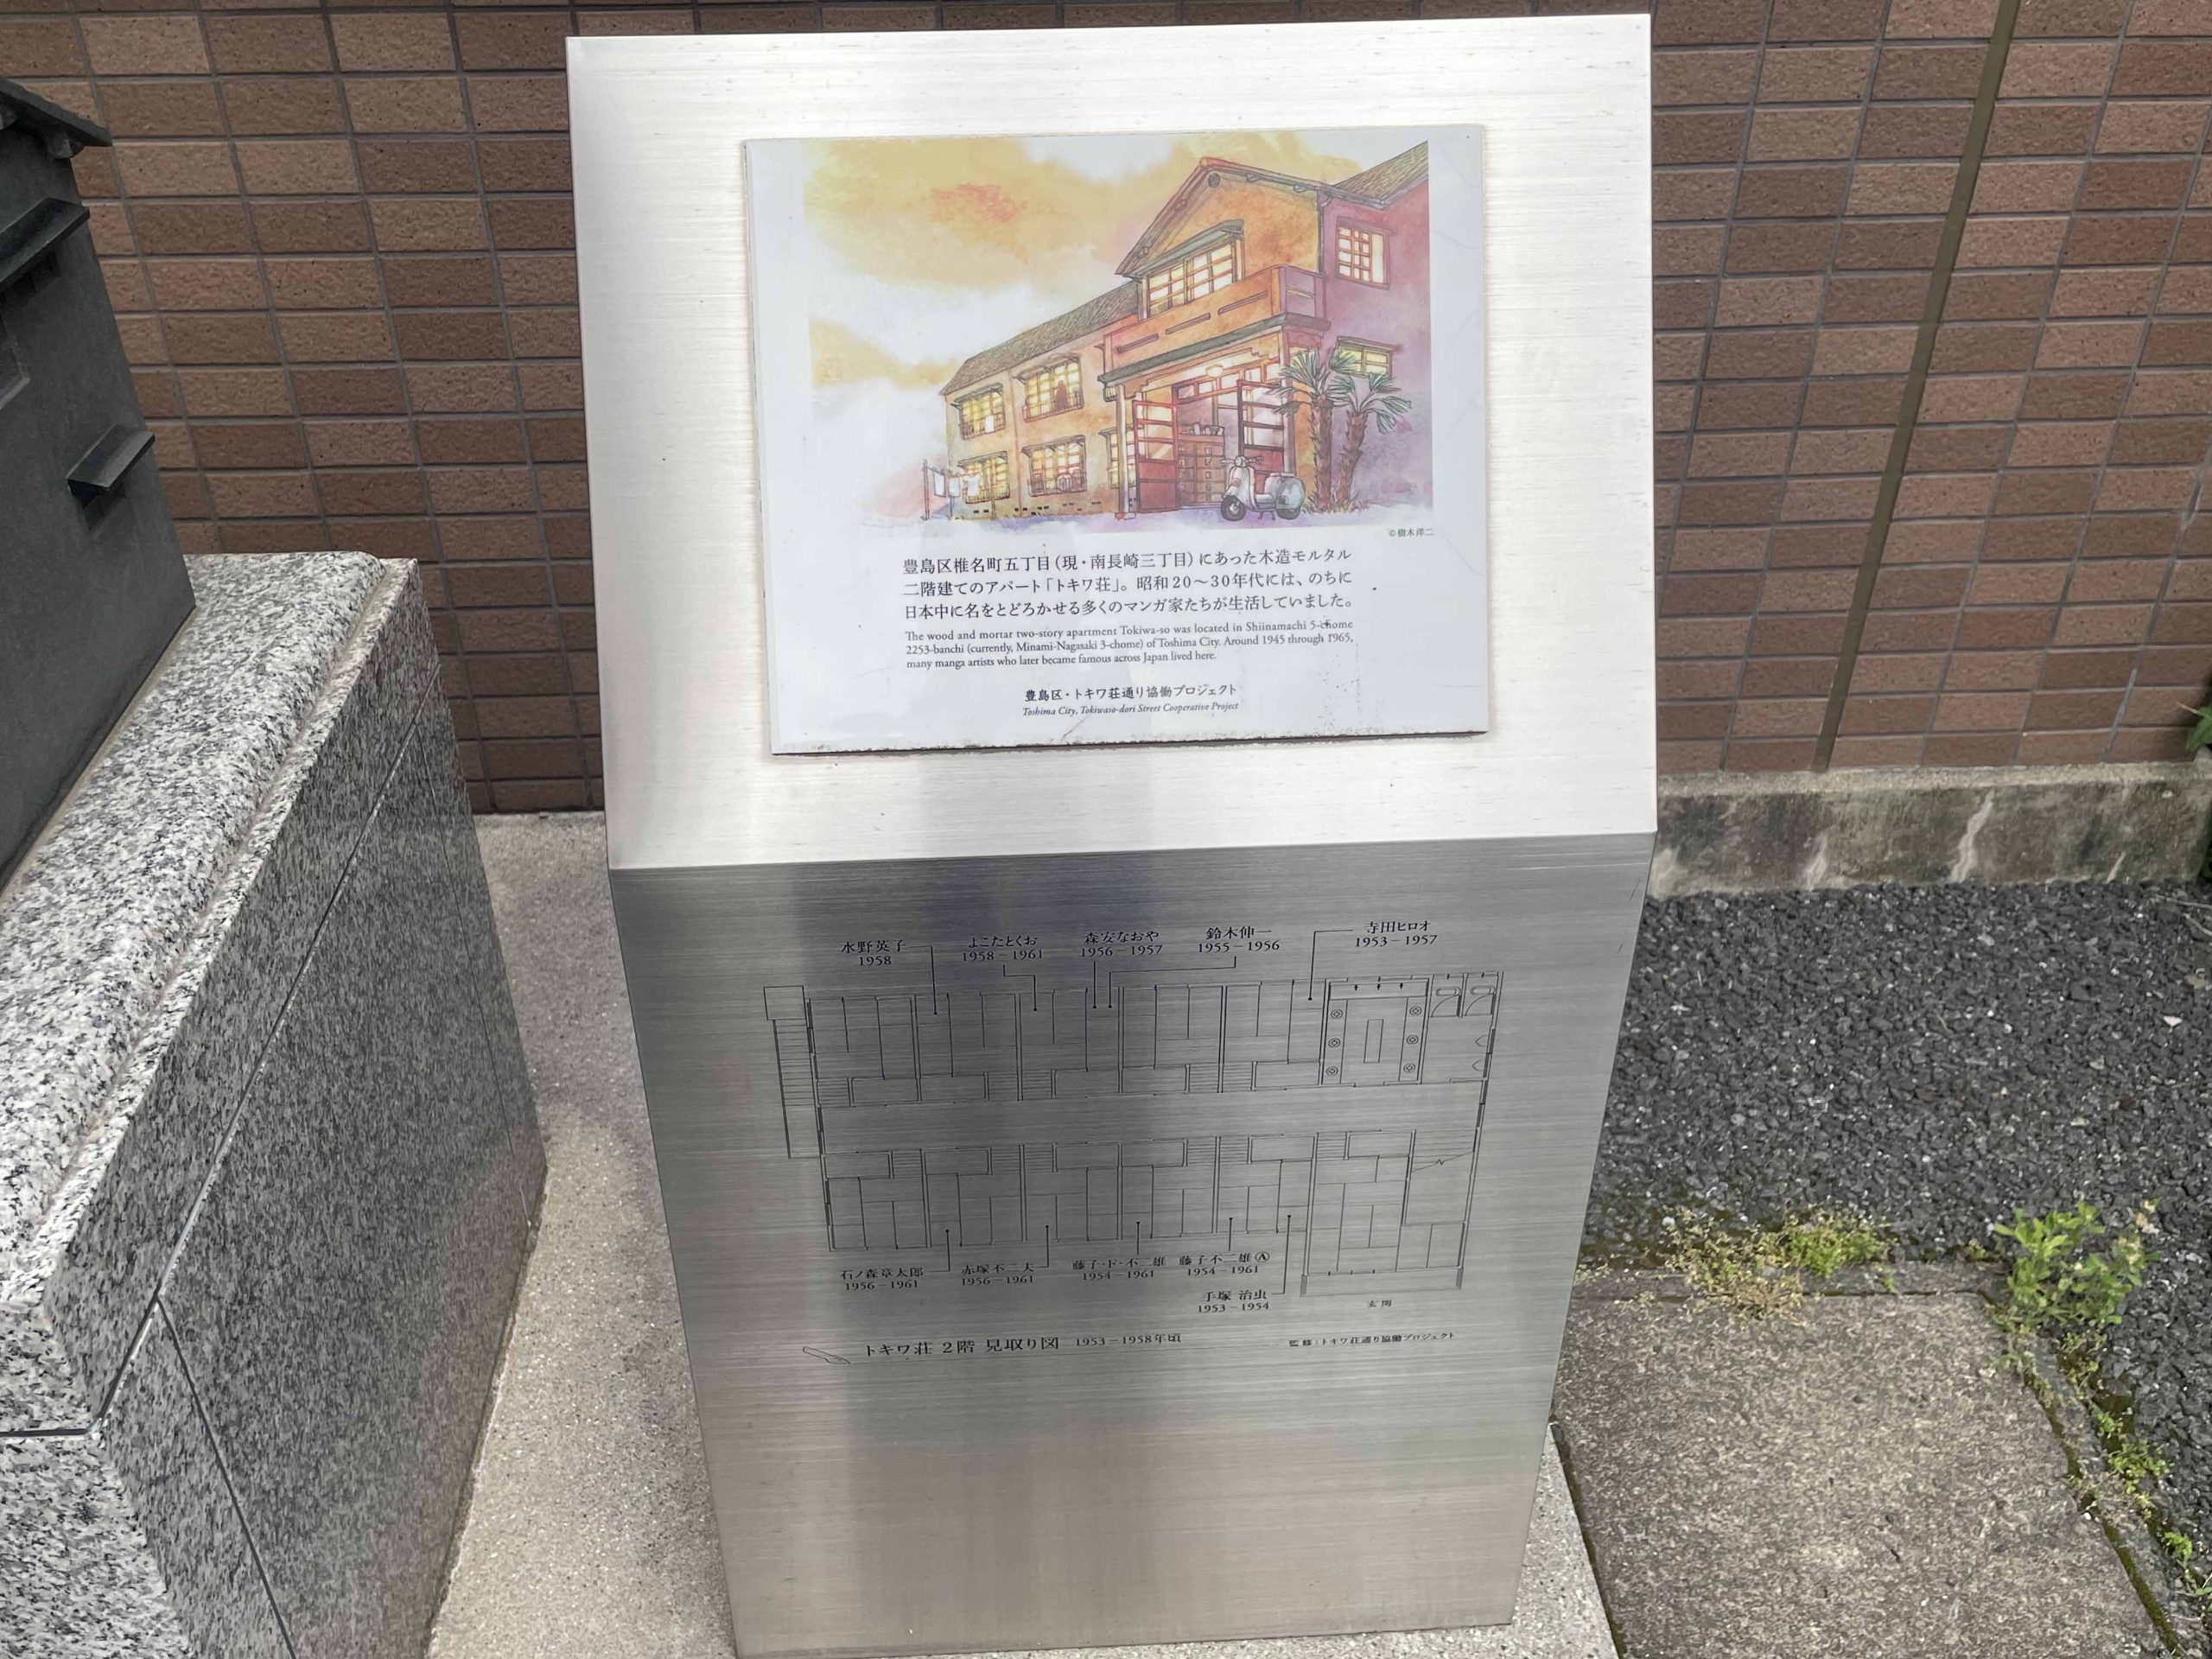 ©樹木洋二
豊島区椎名町五丁目(現・南長崎三丁目)にあった木造モルタル
二階建てのアパート「トキワ荘」。昭和20〜30年代には、のちに
日本中に名をとどろかせる多くのマンガ家たちが生活していました。
The wood and mortar two-story apartment Tokiwa-so was located in Shiinamachi 5-chome
2253-banchi (currently, Minami-Nagasaki 3-chome) of Toshima City. Around 1945 through 1965,
many manga artists who later became famous across Japan lived here.
豊島区・トキワ荘通り協働プロジェクト
Toshima City, Tokiwaso-dori Street Cooperative Project
水野英子
1958
よこたとくお
1958−1961
森安なおや
1956−1957
鈴木伸一
1955−1956
寺田ヒロオ
1953−1957
石ノ森章太郎
1956−1961
赤塚不二夫
1956−1961
藤子・F・不二雄
1954−1961
藤子不二雄Ⓐ
1954−1961
手塚 治虫
1953−1954
玄関
トキワ荘 2階 見取り図 1953−1958年頃
監修:トキワ荘通り協働プロジェクト